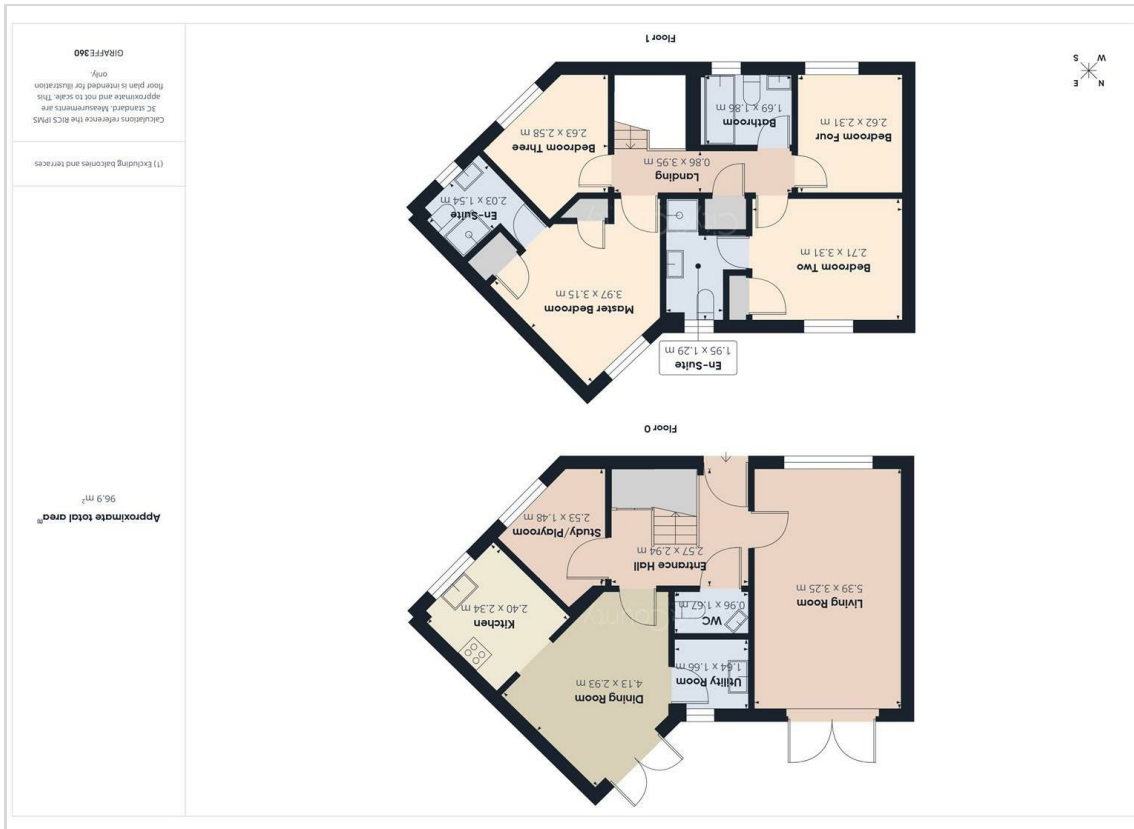 Living Room
5.39 x 3.25 m
Utility Room
1.64 x 1.66 m
WC
0.96 x 1.67 m
Dining Room
4.13 x 2.93 m
Kitchen
2.40 x 2.34 m
Entrance Hall
2.57 x 2.94 m
Study/Playroom
2.53 x 1.48 m
Floor 0
En-Suite
1.95 x 1.29 m
Master Bedroom
3.97 x 3.15 m
Bedroom Two
2.71 x 3.31 m
En-Suite
2.03 x 1.54 m
Landing
0.86 x 3.95 m
Bedroom Four
2.62 x 2.31 m
Bathroom
1.69 x 1.86 m
Bedroom Three
2.63 x 2.58 m
Floor 1
N
E
W
S
Approximate total area(1)
96.9 m²
(1) Excluding balconies and terraces
Calculations reference the RICS IPMS
3C standard. Measurements are
approximate and not to scale. This
floor plan is intended for illustration
only.
GIRAFFE360